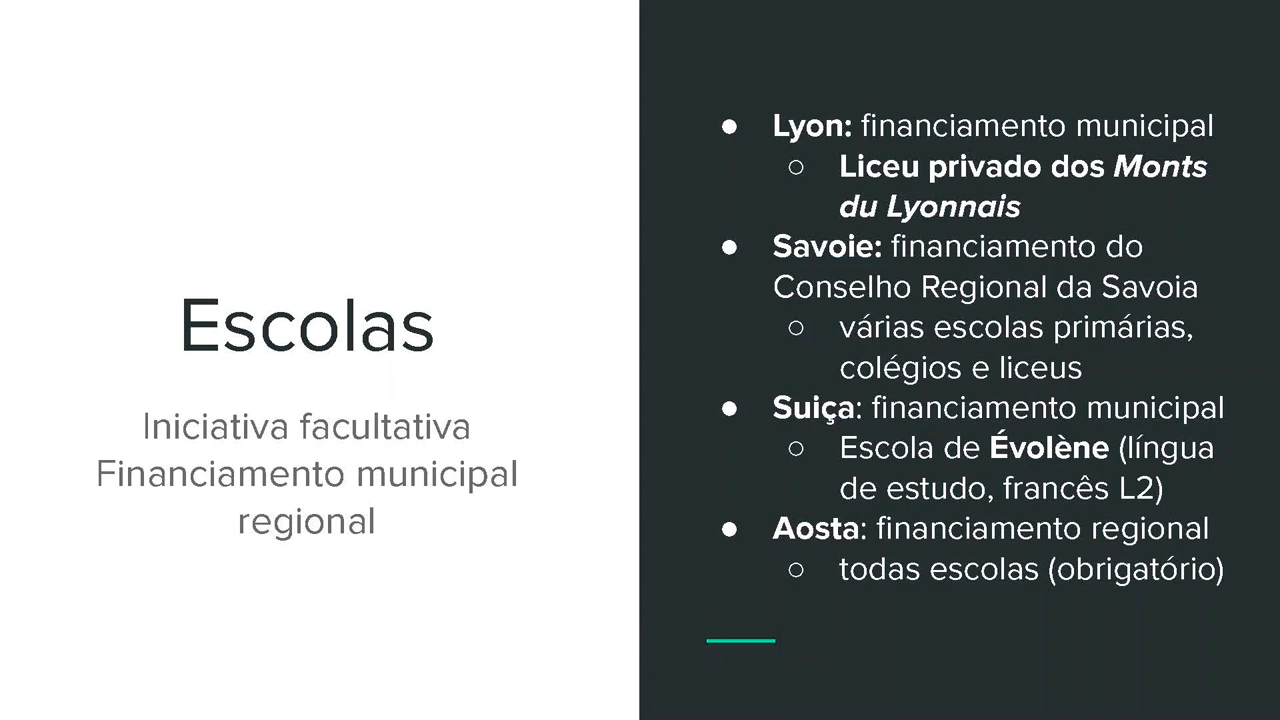 Escolas
Iniciativa facultativa
Financiamento municipal
regional
● Lyon: financiamento municipal
○ Liceu privado dos Monts
du Lyonnais
● Savoie: financiamento do
Conselho Regional da Savoia
○ várias escolas primárias,
colégios e liceus
● Suiça: financiamento municipal
○ Escola de Évolène (língua
de estudo, francês L2)
● Aosta: financiamento regional
○ todas escolas (obrigatório)